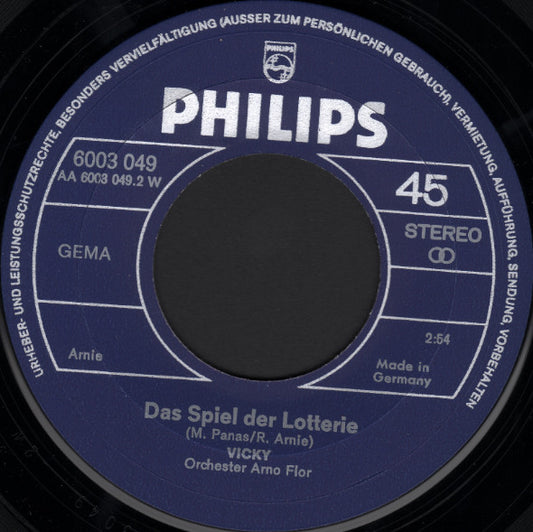 URHEBER- UND LEISTUNGSSCHUTZRECHTE, BESONDERS VERVIELFÄLTIGUNG (AUSSER ZUM PERSÖNLICHEN GEBRAUCH), VERMIETUNG, AUFFÜHRUNG, SENDUNG, VORBEHALTEN
PHILIPS
PHILIPS
6003 049
AA 6003 049.2 W
45
STEREO
GEMA
2:54
Arnie
Made in
Germany
Das Spiel der Lotterie
(M. Panas/R. Arnie)
VICKY
Orchester Arno Flor